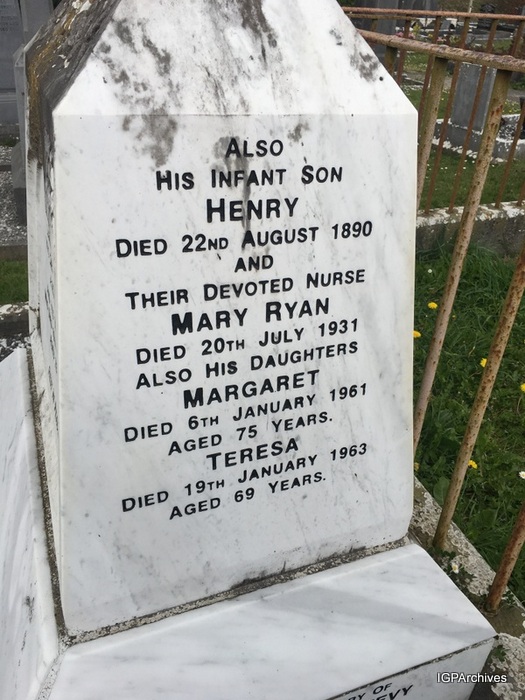 ALSO
HIS INFANT SON
HENRY
DIED 22ND AUGUST 1890
AND
THEIR DEVOTED NURSE
MARY RYAN
DIED 20TH JULY 1931
ALSO HIS DAUGHTERS
MARGARET
DIED 6TH JANUARY 1961
AGED 75 YEARS.
TERESA
DIED 19TH JANUARY 1963
AGED 69 YEARS.
OF
IGPArchives